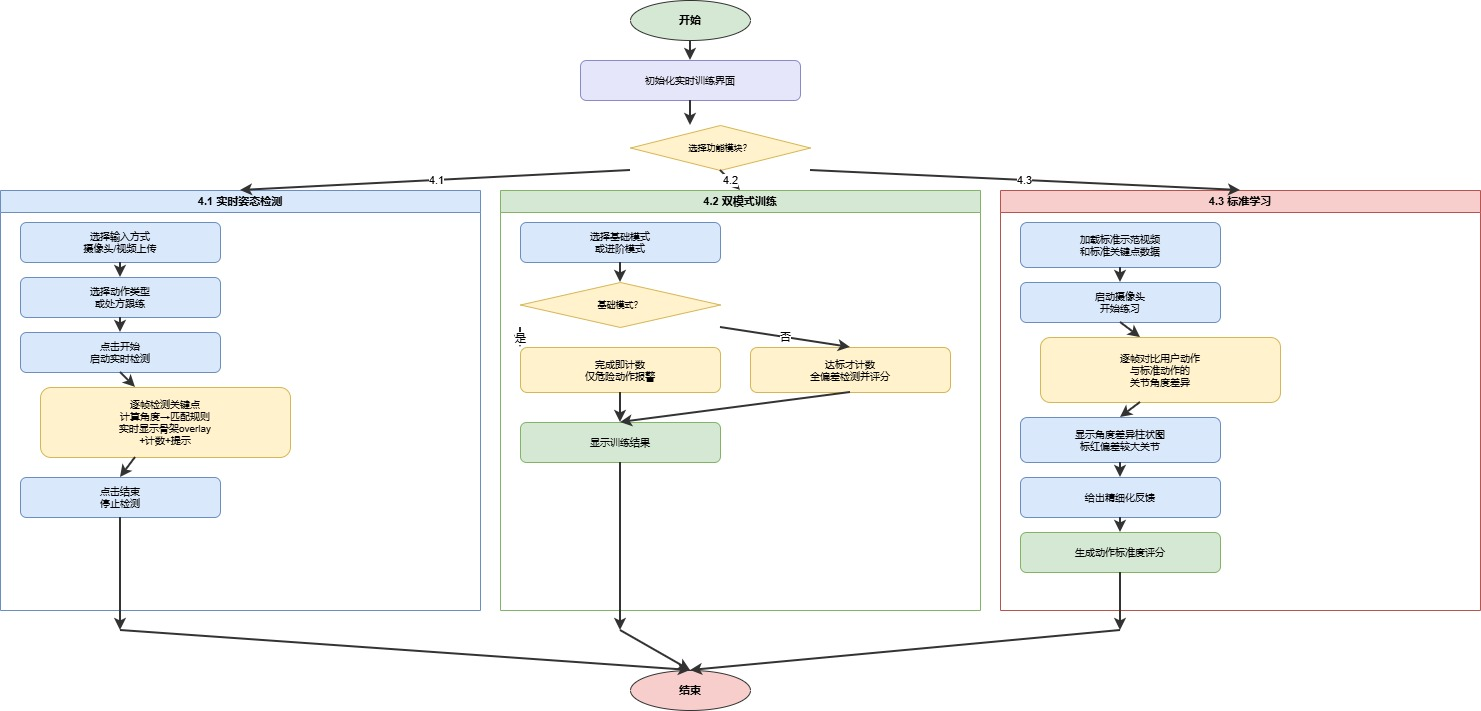 开始
初始化实时训练界面
选择功能模块?
4.1
4.2
4.3
4.1 实时姿态检测
选择输入方式
摄像头/视频上传
选择动作类型
或处方跟练
点击开始
启动实时检测
逐帧检测关键点
计算角度→匹配规则
实时显示骨架overlay
+计数+提示
点击结束
停止检测
4.2 双模式训练
选择基础模式
或进阶模式
基础模式?
是
否
完成即计数
仅危险动作报警
达标才计数
全偏差检测并评分
显示训练结果
4.3 标准学习
加载标准示范视频
和标准关键点数据
启动摄像头
开始练习
逐帧对比用户动作
与标准动作的
关节角度差异
显示角度差异柱状图
标红偏差较大关节
给出精细化反馈
生成动作标准度评分
结束